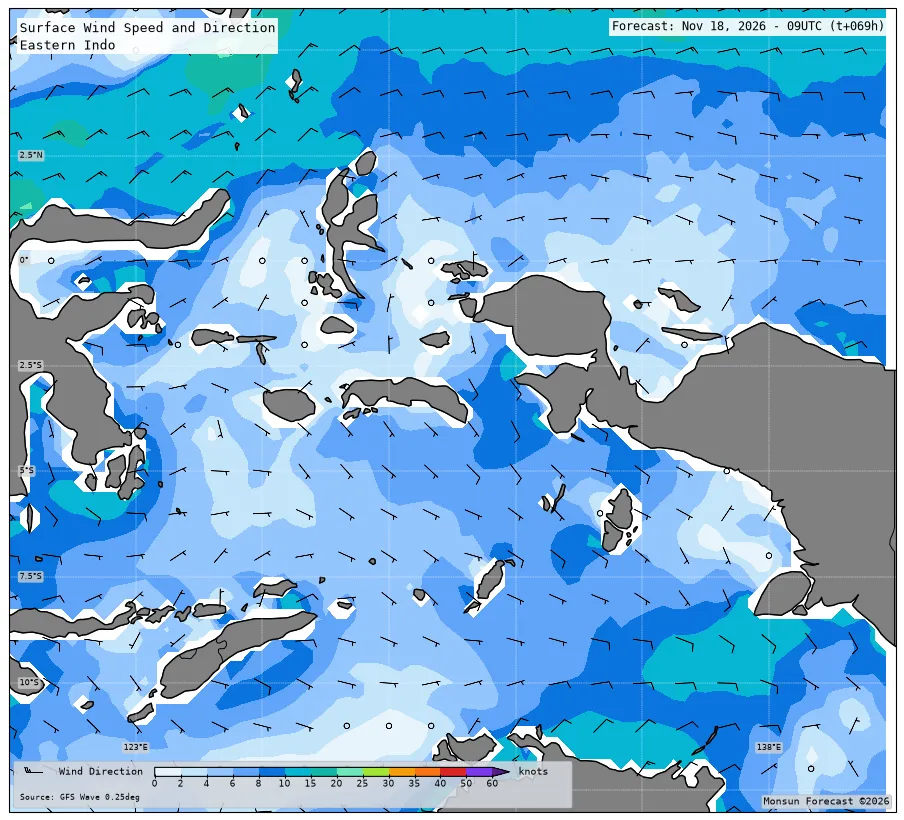 Surface Wind Speed and Direction
Eastern Indo
Forecast: Nov 18, 2026 - 09UTC (t+069h)
2.5°N
0°
2.5°S
5°S
7.5°S
10°S
123°E
138°E
Wind Direction
0 2 4 6 8 10 15 20 25 30 35 40 50 60
knots
Source: GFS Wave 0.25deg
Monsun Forecast ©2026